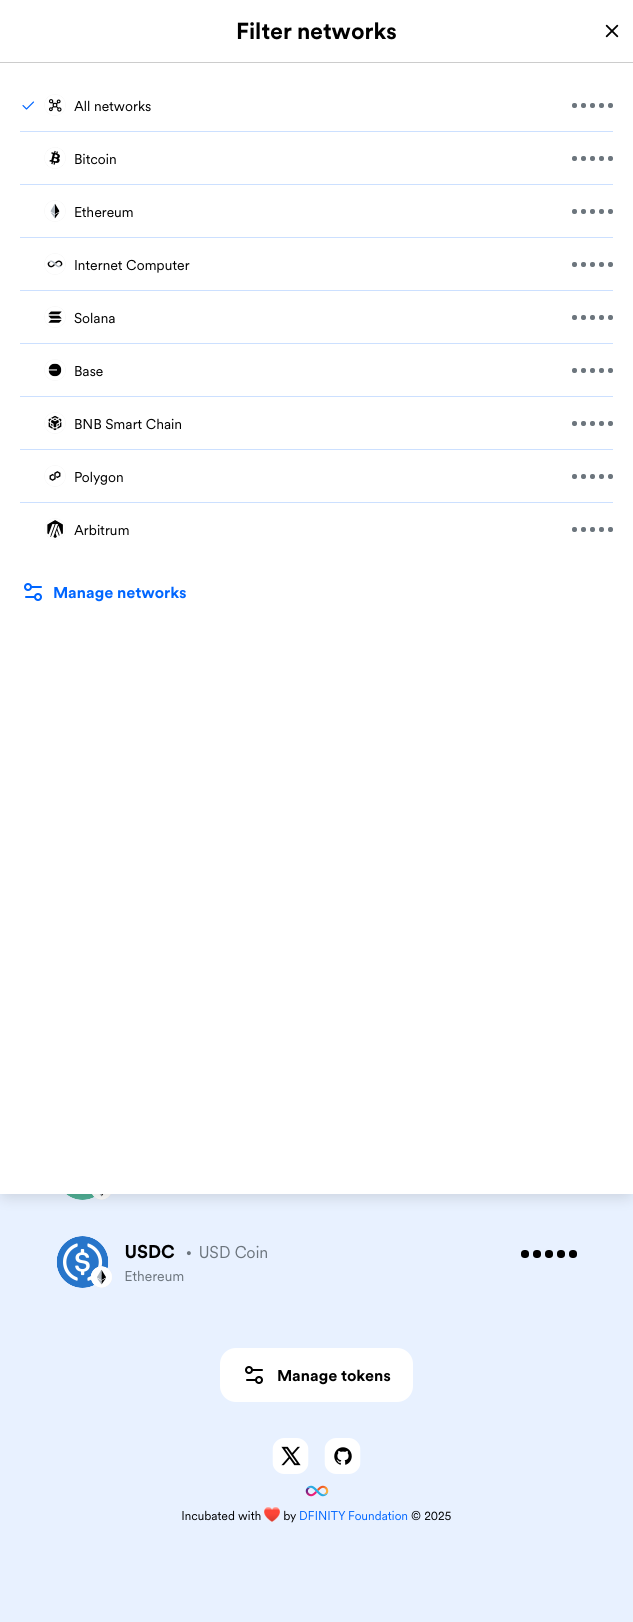 Filter networks
All networks
Bitcoin
Ethereum
Internet Computer
Solana
Base
BNB Smart Chain
Polygon
Arbitrum
Manage networks
USDC • USD Coin
Ethereum
Manage tokens
Incubated with ❤️ by DFINITY Foundation © 2025